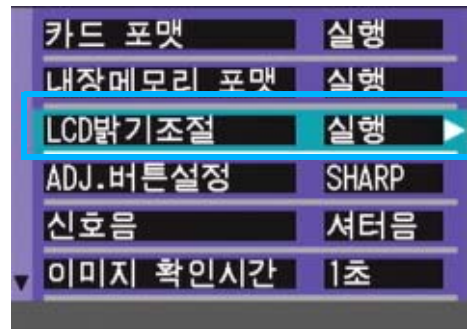 카드 포맷 실행
내장메모리 포맷 실행
LCD밝기조절 실행
ADJ.버튼설정 SHARP
신호음 셔터음
이미지 확인시간 1초